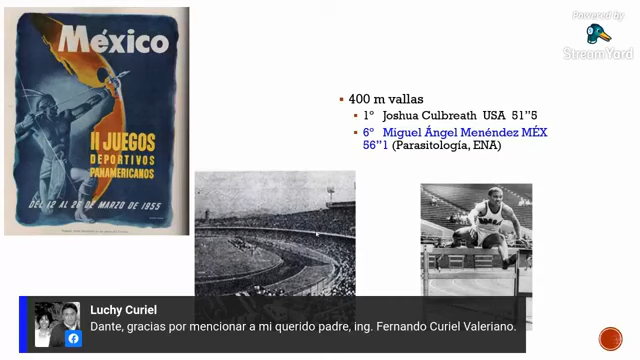 México
II JUEGOS
DEPORTIVOS
PANAMERICANOS
DEL 12 AL 26 DE MARZO DE 1955
Powered by
StreamYard
400 m vallas
1º Joshua Culbreath USA 51”5
6º Miguel Ángel Menéndez MÉX
56”1 (Parasitología, ENA)
Luchy Curiel
Dante, gracias por mencionar a mi querido padre, ing. Fernando Curiel Valeriano.